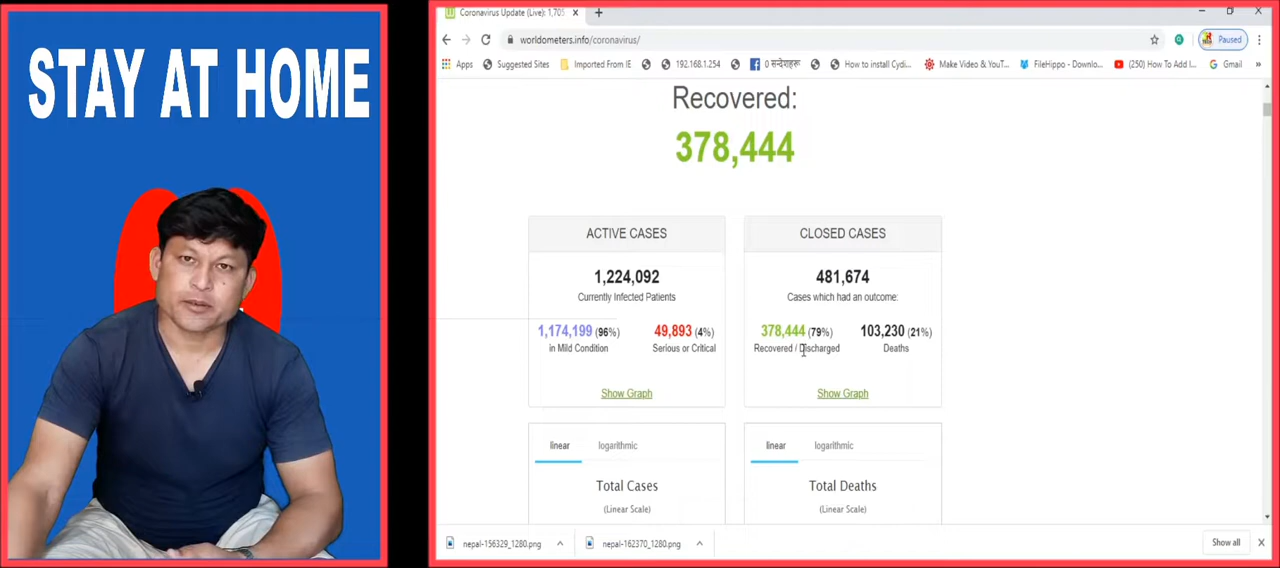 STAY AT HOME
Coronavirus Update (Live): 1,705
worldometers.info/coronavirus/
Paused
Apps
Suggested Sites
Imported From IE
192.168.1.254
0 सन्देशहरू
How to install Cydi...
Make Video & YouT...
FileHippo - Downlo...
(250) How To Add I...
Gmail
Recovered:
378,444
ACTIVE CASES
1,224,092
Currently Infected Patients
1,174,199 (96%)
in Mild Condition
49,893 (4%)
Serious or Critical
Show Graph
CLOSED CASES
481,674
Cases which had an outcome:
378,444 (79%)
Recovered / Discharged
103,230 (21%)
Deaths
Show Graph
linear
logarithmic
Total Cases
(Linear Scale)
linear
logarithmic
Total Deaths
(Linear Scale)
nepal-156329_1280.png
nepal-162370_1280.png
Show all